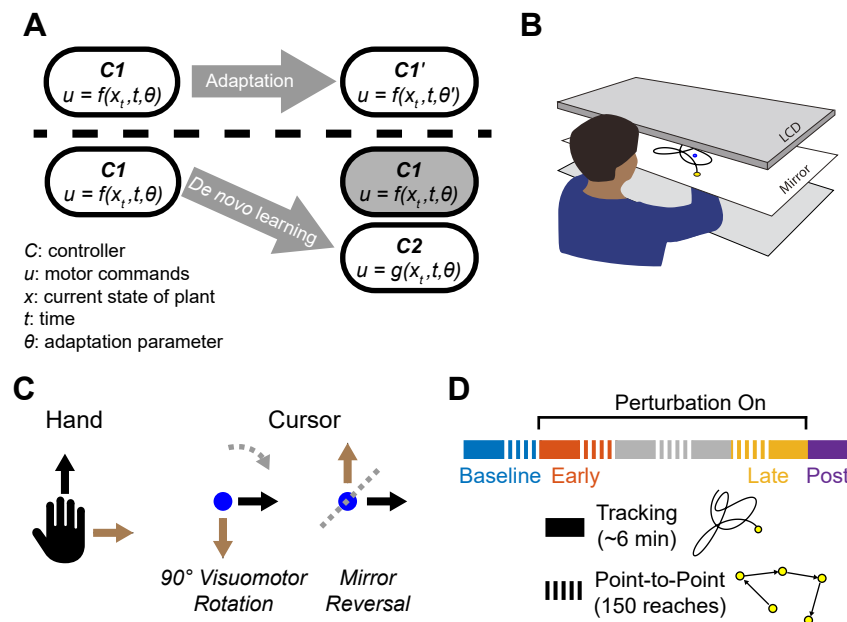 A
C1
u = f(xₜ,t,θ)
Adaptation
C1'
u = f(xₜ,t,θ')
C1
u = f(xₜ,t,θ)
De novo learning
C1
u = f(xₜ,t,θ)
C2
u = g(xₜ,t,θ)
C: controller
u: motor commands
x: current state of plant
t: time
θ: adaptation parameter
B
LCD
Mirror
C
Hand
Cursor
90° Visuomotor
Rotation
Mirror
Reversal
D
Perturbation On
Baseline
Early
Late
Post
Tracking
(~6 min)
Point-to-Point
(150 reaches)